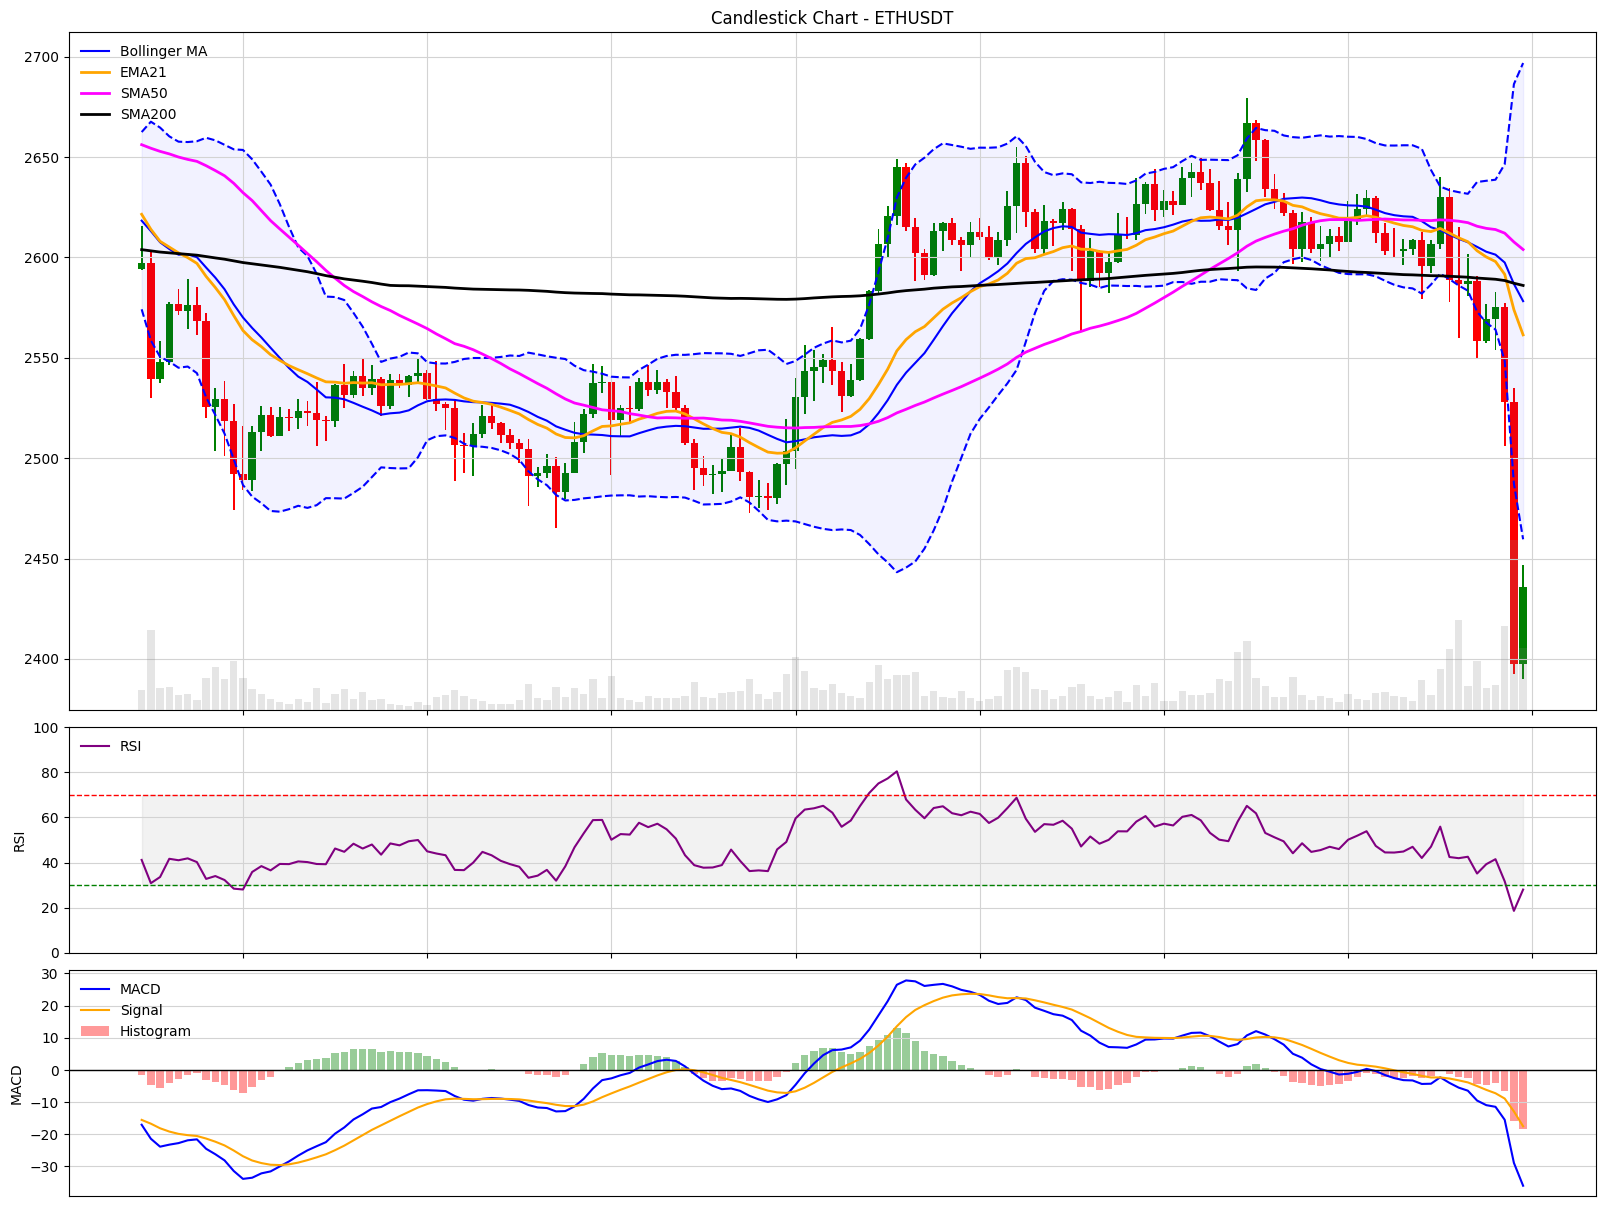 Candlestick Chart - ETHUSDT
Bollinger MA
EMA21
SMA50
SMA200
2700
2650
2600
2550
2500
2450
2400
RSI
100
80
60
40
20
0
RSI
MACD
Signal
Histogram
30
20
10
0
−10
−20
−30
MACD